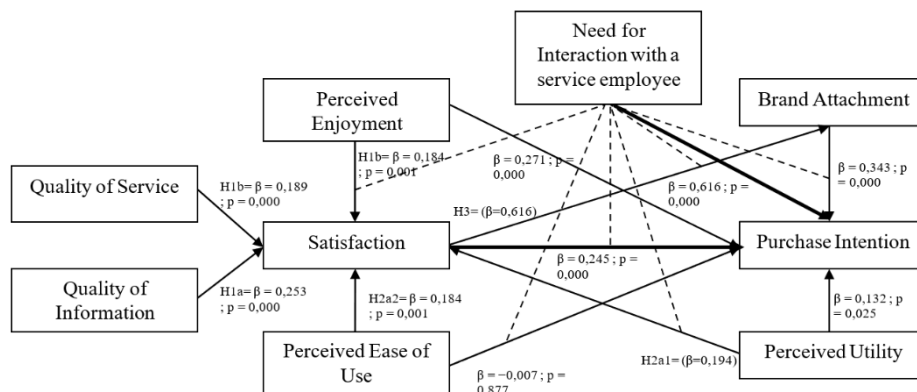 Need for
Interaction with a
service employee
Perceived
Enjoyment
Brand Attachment
H1b= β = 0,184
; p = 0,001
β = 0,271 ; p =
0,000
β = 0,343 ; p
= 0,000
Quality of Service
H1b= β = 0,189
; p = 0,000
β = 0,616 ; p =
0,000
H3= (β=0,616)
Satisfaction
Purchase Intention
β = 0,245 ; p =
0,000
Quality of
Information
H1a= β = 0,253
; p = 0,000
H2a2= β = 0,184
; p = 0,001
β = 0,132 ; p =
0,025
Perceived Ease of
Use
H2a1= (β=0,194)
Perceived Utility
β = −0,007 ; p =
0,877